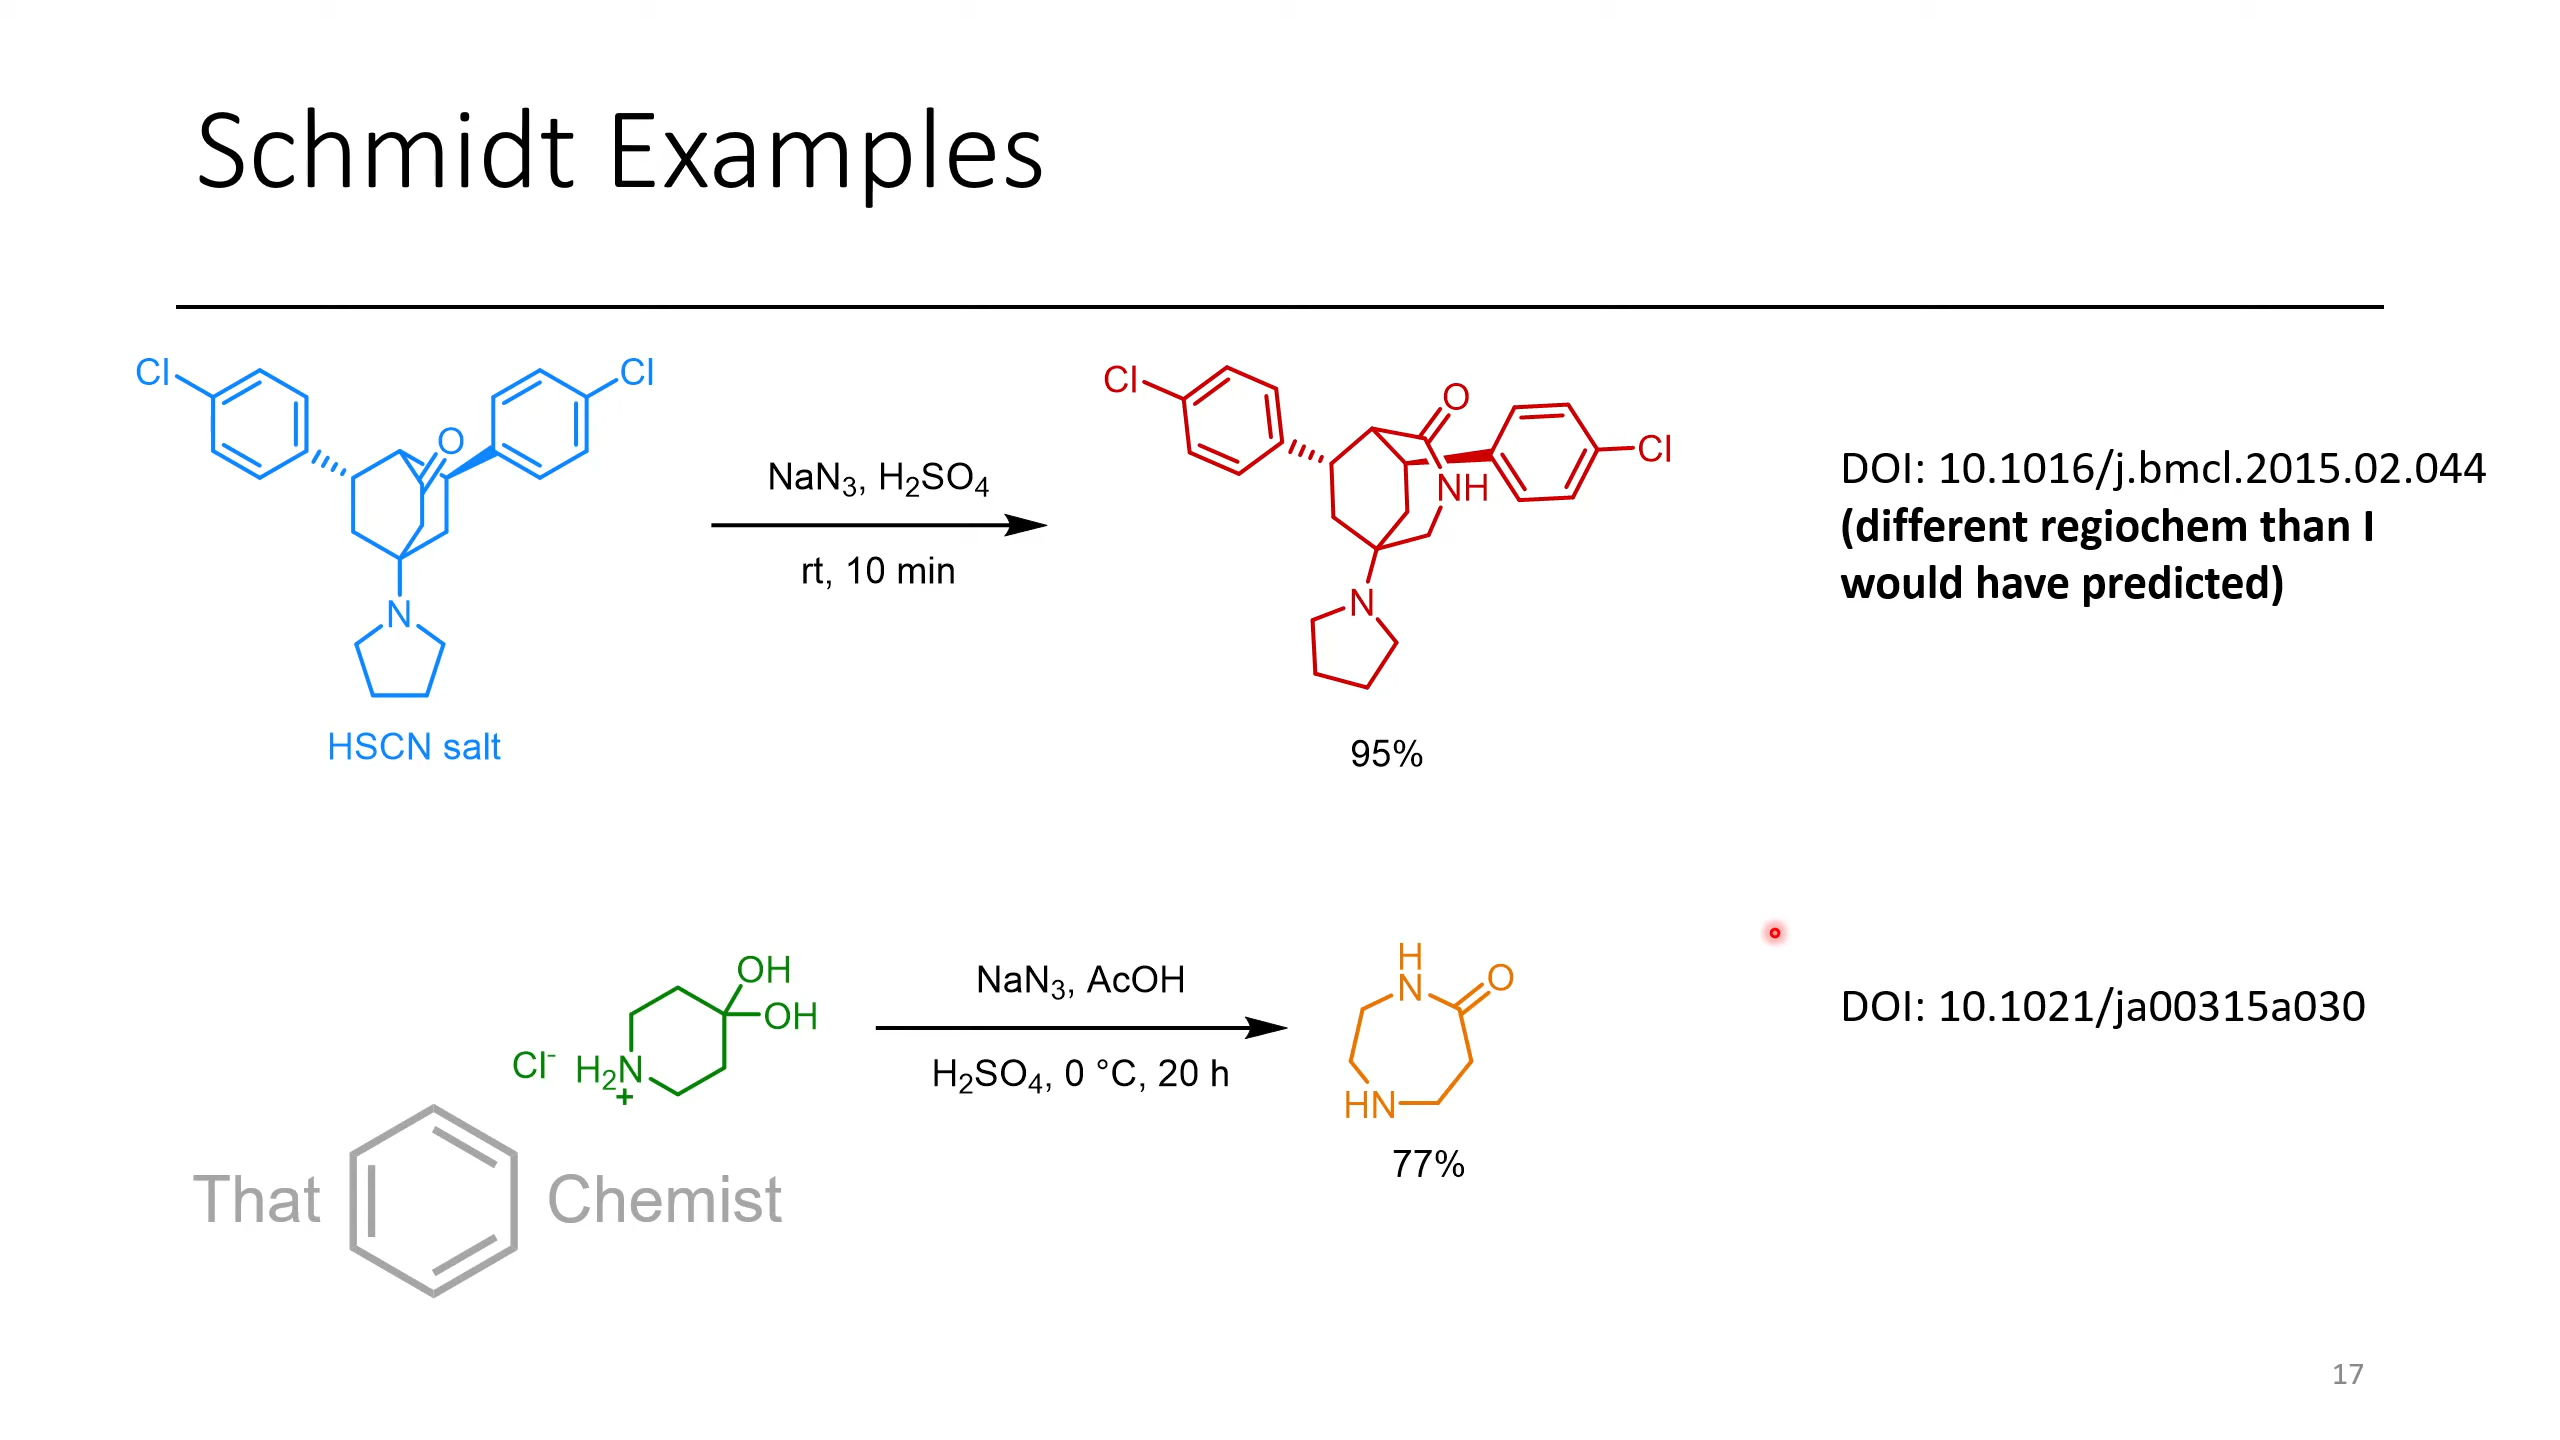 Schmidt Examples
Cl
Cl
O
N
HSCN salt
NaN₃, H₂SO₄
rt, 10 min
Cl
O
Cl
NH
N
95%
DOI: 10.1016/j.bmcl.2015.02.044
(different regiochem than I
would have predicted)
OH
OH
Cl⁻ H₂N
+
NaN₃, AcOH
H₂SO₄, 0 °C, 20 h
H
N
O
HN
77%
DOI: 10.1021/ja00315a030
That Chemist
17